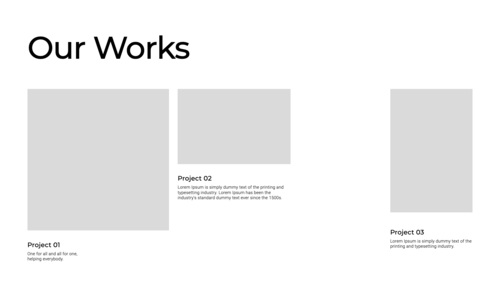 Our Works
Project 01
One for all and all for one,
helping everybody.
Project 02
Lorem Ipsum is simply dummy text of the printing and
typesetting industry. Lorem Ipsum has been the
industry's standard dummy text ever since the 1500s.
Project 03
Lorem Ipsum is simply dummy text of the
printing and typesetting industry.